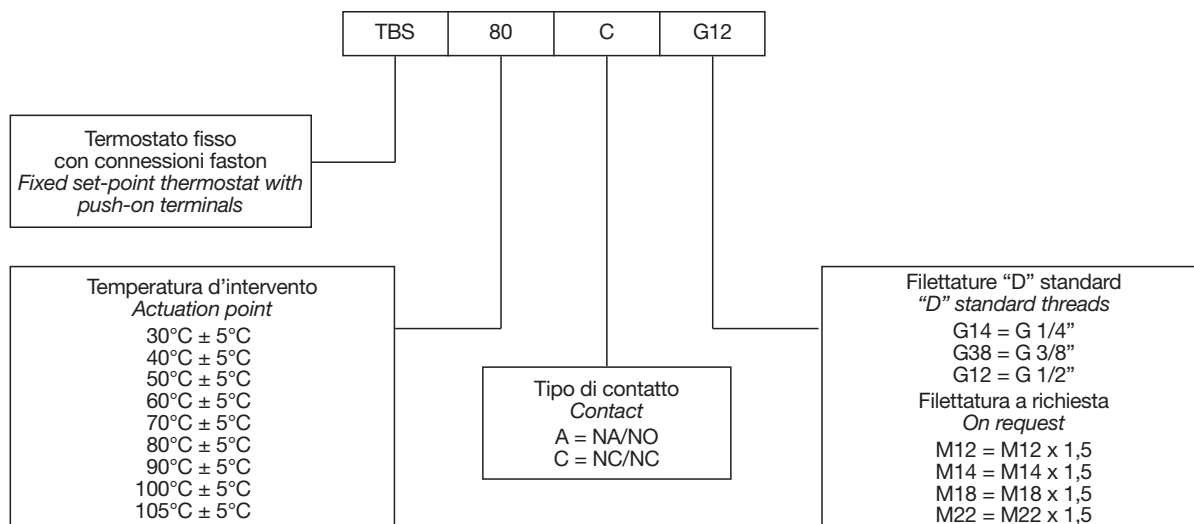 TBS 80 C G12
Termostato fisso
con connessioni faston
Fixed set-point thermostat with
push-on terminals
Temperatura d’intervento
Actuation point
30°C ± 5°C
40°C ± 5°C
50°C ± 5°C
60°C ± 5°C
70°C ± 5°C
80°C ± 5°C
90°C ± 5°C
100°C ± 5°C
105°C ± 5°C
Tipo di contatto
Contact
A = NA/NO
C = NC/NC
Filettature “D” standard
“D” standard threads
G14 = G 1/4”
G38 = G 3/8”
G12 = G 1/2”
Filettatura a richiesta
On request
M12 = M12 x 1,5
M14 = M14 x 1,5
M18 = M18 x 1,5
M22 = M22 x 1,5